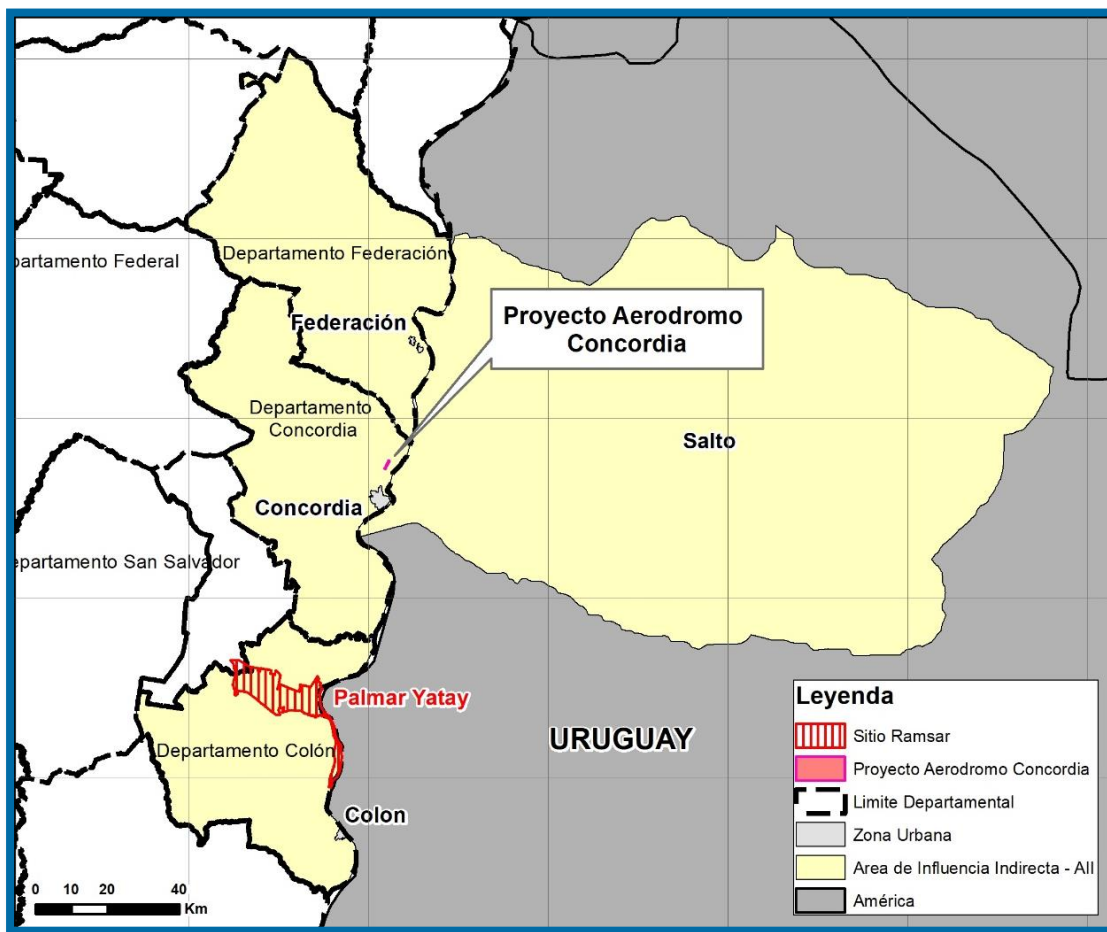 partamento Federal
Departamento Federación
Federación
Proyecto Aerodromo
Concordia
Departamento
Concordia
Salto
Concordia
epartamento San Salvador
Palmar Yatay
Departamento Colón
URUGUAY
Colon
0 10 20 40
Km
Leyenda
Sitio Ramsar
Proyecto Aerodromo Concordia
Limite Departamental
Zona Urbana
Area de Influencia Indirecta - AII
América